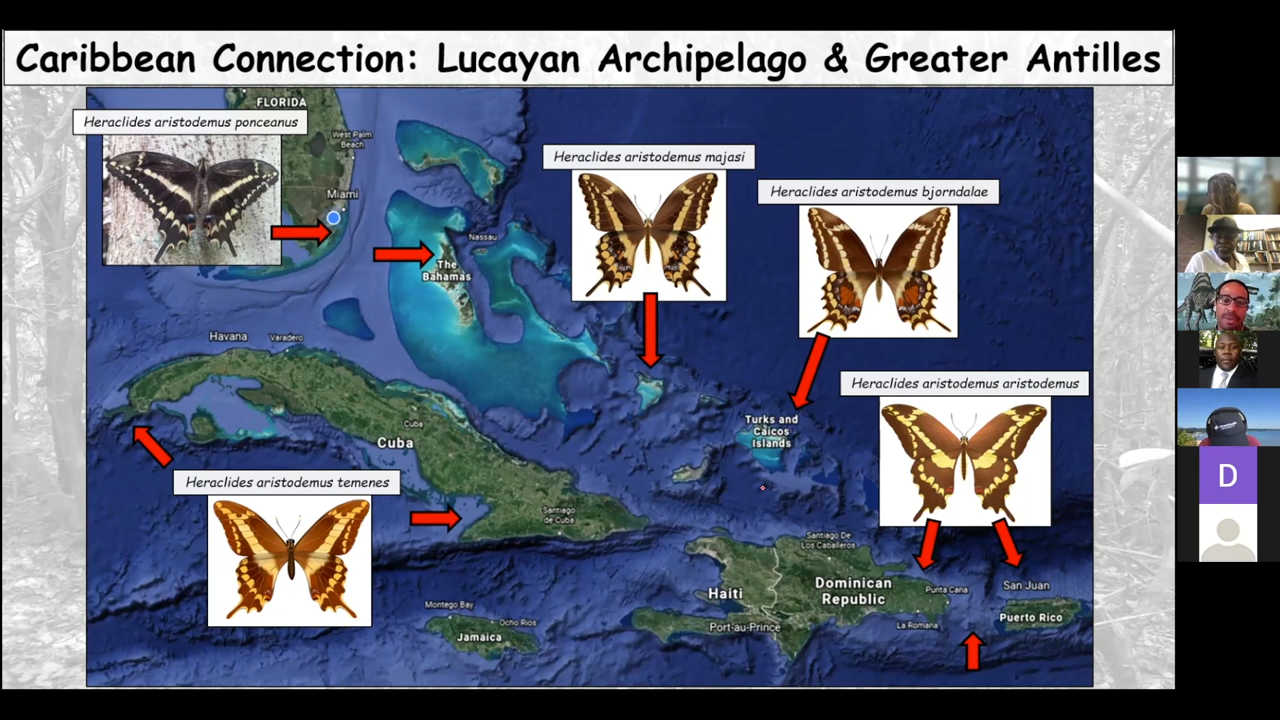 Caribbean Connection: Lucayan Archipelago & Greater Antilles
FLORIDA
Heraclides aristodemus ponceanus
West Palm
Beach
Miami
Heraclides aristodemus majasi
Heraclides aristodemus bjorndalae
Nassau
The
Bahamas
Havana
Varadero
Heraclides aristodemus aristodemus
Turks and
Caicos
Islands
Cuba
Cuba
Heraclides aristodemus temenes
Santiago
de Cuba
Santiago De
Los Caballeros
Haiti
Dominican
Republic
Punta Cana
San Juan
Puerto Rico
Montego Bay
Ocho Rios
Jamaica
Port-au-Prince
La Romana
D